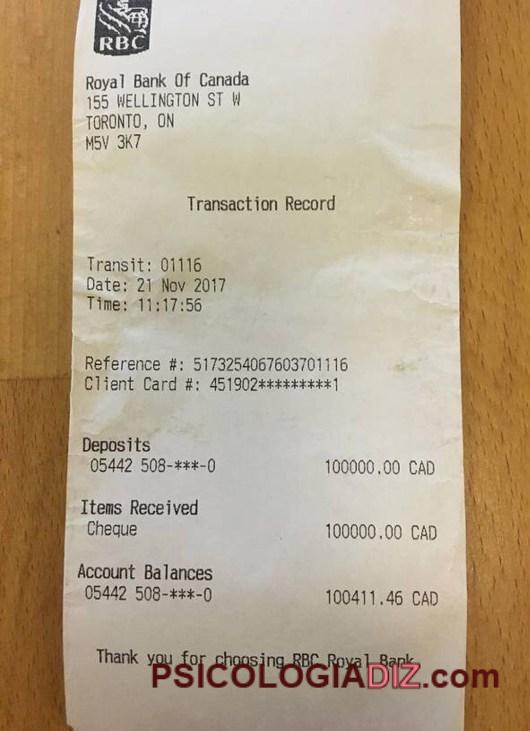 RBC
Royal Bank Of Canada
155 WELLINGTON ST W
TORONTO, ON
M5V 3K7
Transaction Record
Transit: 01116
Date: 21 Nov 2017
Time: 11:17:56
Reference #: 5173254067603701116
Client Card #: 451902*********1
Deposits
05442 508-***-0 100000.00 CAD
Items Received
Cheque 100000.00 CAD
Account Balances
05442 508-***-0 100411.46 CAD
Thank you for choosing RBC Royal Bank
PSICOLOGIADIZ.com